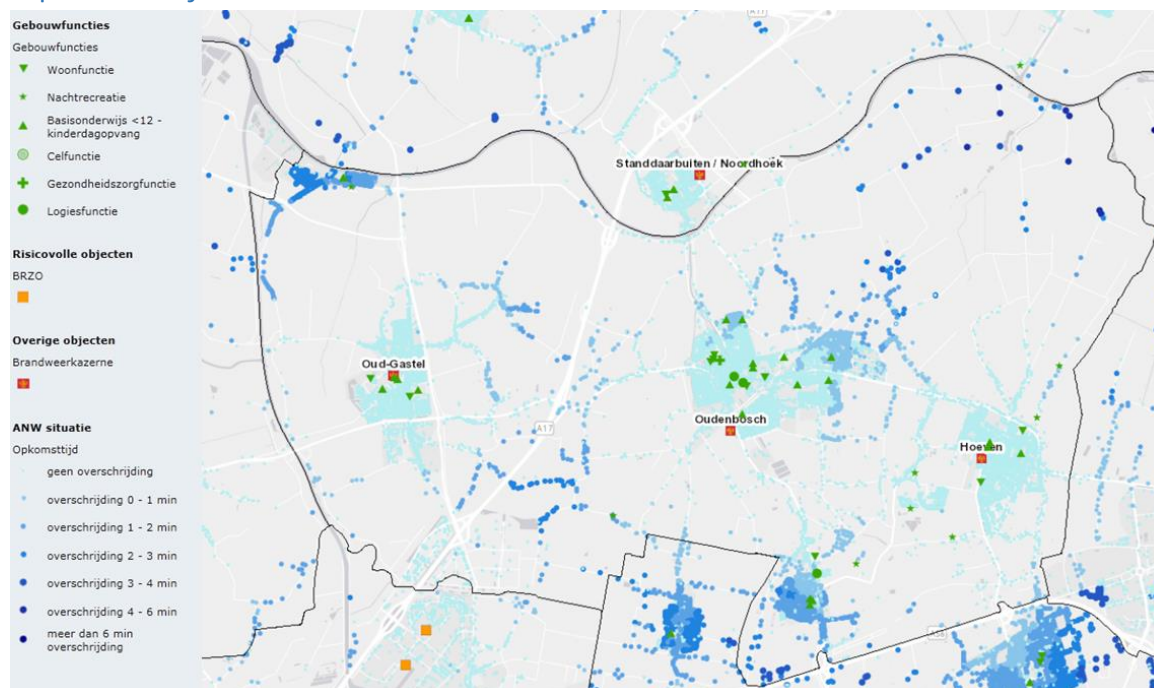 Gebouwfuncties
Gebouwfuncties
Woonfunctie
Nachtrecreatie
Basisonderwijs <12 -
kinderdagopvang
Celfunctie
Gezondheidszorgfunctie
Logiesfunctie
Risicovolle objecten
BRZO
Overige objecten
Brandweerkazerne
ANW situatie
Opkomsttijd
geen overschrijding
overschrijding 0 - 1 min
overschrijding 1 - 2 min
overschrijding 2 - 3 min
overschrijding 3 - 4 min
overschrijding 4 - 6 min
meer dan 6 min
overschrijding
Standdaarbuiten / Noordhoek
Oud-Gastel
Oudenbosch
A17
Hoeven